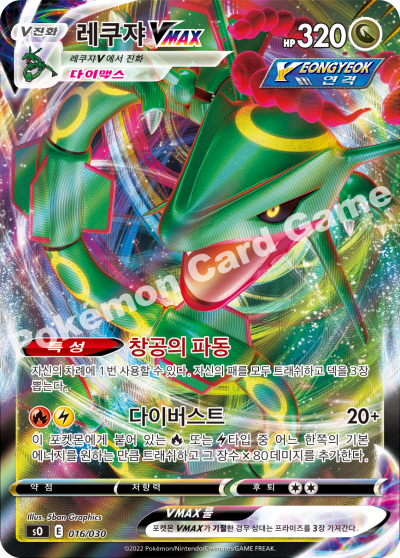 V진화
레쿠쟈 VMAX
HP 320
레쿠쟈V에서 진화
다이맥스
YEONGYEOK
연격
Pokémon Card Game
특성 창공의 파동
자신의 차례에 1번 사용할 수 있다. 자신의 패를 모두 트래쉬하고 덱을 3장
뽑는다.
다이버스트 20+
이 포켓몬에게 붙어 있는 또는 타입 중 어느 한쪽의 기본
에너지를 원하는 만큼 트래쉬하고 그 장수×80데미지를 추가한다.
약점 저항력 후퇴
Illus. 5ban Graphics
VMAX룰
sO E 016/030
포켓몬VMAX가 기절한 경우 상대는 프라이즈를 3장 가져간다.
©2022 Pokémon/Nintendo/Creatures/GAME FREAK.